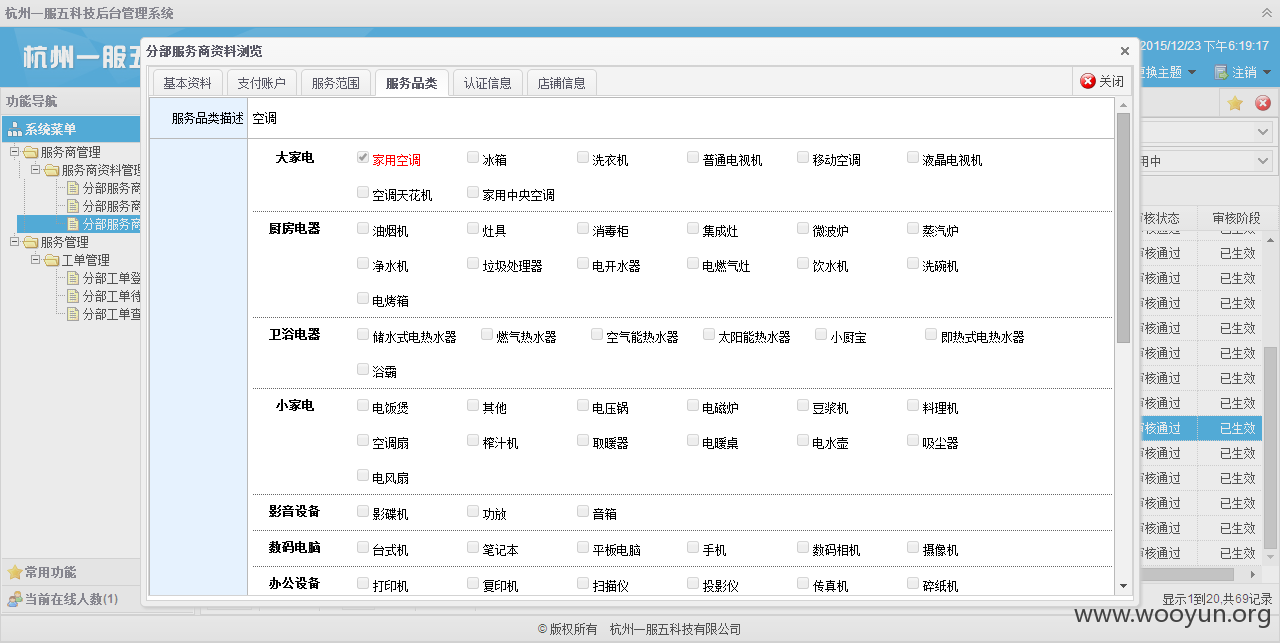 杭州一服五科技后台管理系统
杭州一服五
2015/12/23 下午6:19:17
换主题 注销
功能导航
系统菜单
服务商管理
服务商资料管理
分部服务商
分部服务商
分部服务商
服务管理
工单管理
分部工单登
分部工单待
分部工单查
常用功能
当前在线人数(1)
分部服务商资料浏览
基本资料 支付账户 服务范围 服务品类 认证信息 店铺信息 关闭
服务品类描述 空调
大家电 家用空调 冰箱 洗衣机 普通电视机 移动空调 液晶电视机
空调天花机 家用中央空调
厨房电器 油烟机 灶具 消毒柜 集成灶 微波炉 蒸汽炉
净水机 垃圾处理器 电开水器 电燃气灶 饮水机 洗碗机
电烤箱
卫浴电器 储水式电热水器 燃气热水器 空气能热水器 太阳能热水器 小厨宝 即热式电热水器
浴霸
小家电 电饭煲 其他 电压锅 电磁炉 豆浆机 料理机
空调扇 榨汁机 取暖器 电暖桌 电水壶 吸尘器
电风扇
影音设备 影碟机 功放 音箱
数码电脑 台式机 笔记本 平板电脑 手机 数码相机 摄像机
办公设备 打印机 复印机 扫描仪 投影仪 传真机 碎纸机
用中
核状态 审核阶段
审核通过 已生效
审核通过 已生效
审核通过 已生效
审核通过 已生效
审核通过 已生效
审核通过 已生效
审核通过 已生效
审核通过 已生效
审核通过 已生效
审核通过 已生效
审核通过 已生效
审核通过 已生效
审核通过 已生效
审核通过 已生效
显示1到20,共69记录
© 版权所有 杭州一服五科技有限公司
www.wooyun.org